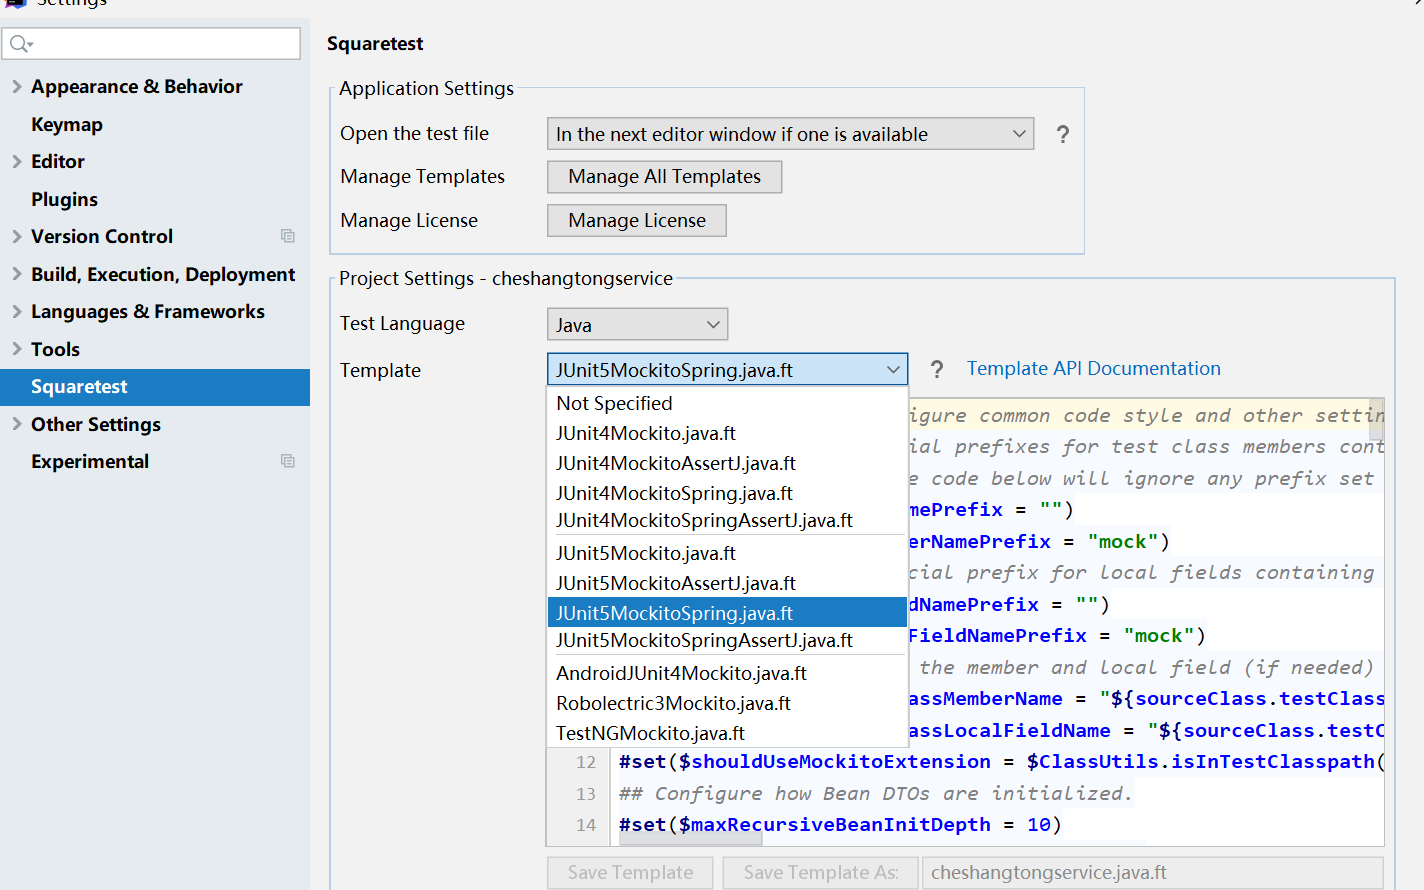 Settings
Squaretest
Application Settings
Appearance & Behavior
Open the test file
In the next editor window if one is available
?
Keymap
Editor
Manage Templates
Manage All Templates
Plugins
Manage License
Manage License
Version Control
Build, Execution, Deployment
Project Settings - cheshangtongservice
Languages & Frameworks
Test Language
Java
Tools
Template
JUnit5MockitoSpring.java.ft
?
Template API Documentation
Squaretest
Other Settings
Experimental
Not Specified
JUnit4Mockito.java.ft
JUnit4MockitoAssertJ.java.ft
JUnit4MockitoSpring.java.ft
JUnit4MockitoSpringAssertJ.java.ft
JUnit5Mockito.java.ft
JUnit5MockitoAssertJ.java.ft
JUnit5MockitoSpring.java.ft
JUnit5MockitoSpringAssertJ.java.ft
AndroidJUnit4Mockito.java.ft
Robolectric3Mockito.java.ft
TestNGMockito.java.ft
igure common code style and other settin
ial prefixes for test class members cont
e code below will ignore any prefix set
mePrefix = "")
erNamePrefix = "mock")
cial prefix for local fields containing
dNamePrefix = "")
FieldNamePrefix = "mock")
the member and local field (if needed)
assMemberName = "${sourceClass.testClass
assLocalFieldName = "${sourceClass.testC
12 #set($shouldUseMockitoExtension = $ClassUtils.isInTestClasspath(
13 ## Configure how Bean DTOs are initialized.
14 #set($maxRecursiveBeanInitDepth = 10)
Save Template
Save Template As:
cheshangtongservice.java.ft